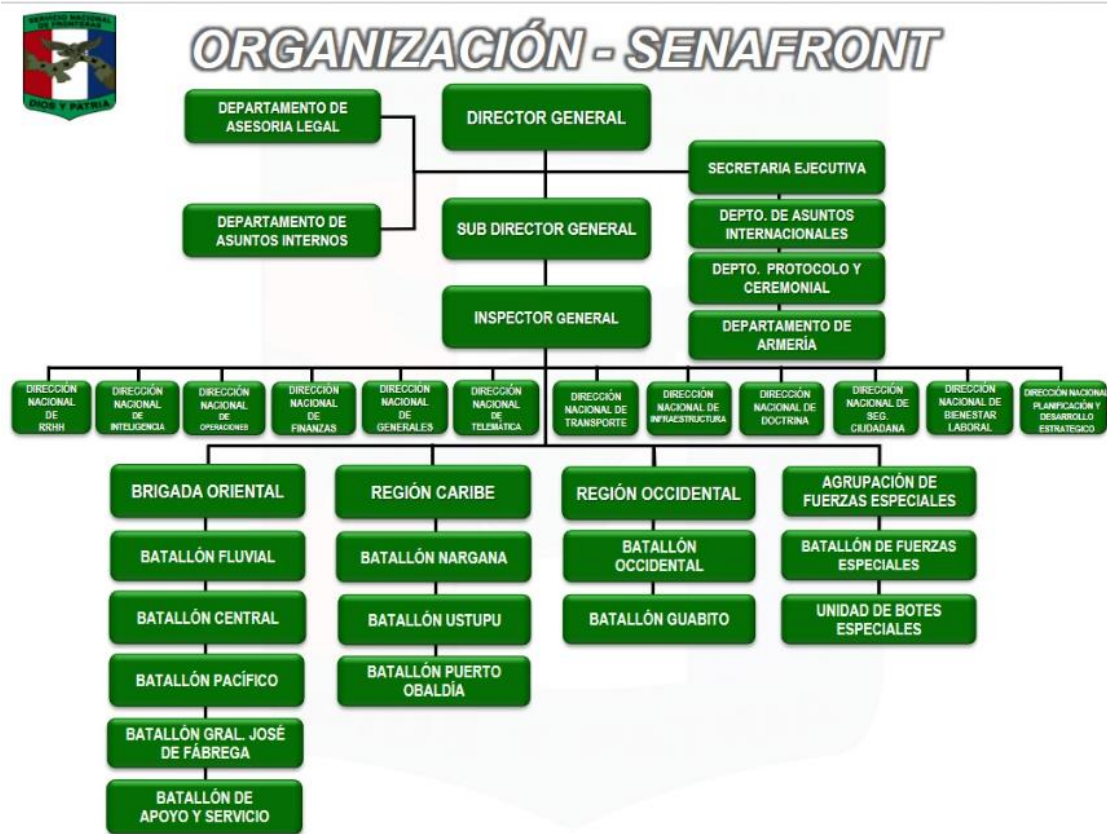 SERVICIO NACIONAL
DE FRONTERAS
DIOS Y PATRIA
ORGANIZACIÓN - SENAFRONT
DEPARTAMENTO DE
ASESORIA LEGAL
DIRECTOR GENERAL
SECRETARIA EJECUTIVA
DEPARTAMENTO DE
ASUNTOS INTERNOS
SUB DIRECTOR GENERAL
DEPTO. DE ASUNTOS
INTERNACIONALES
DEPTO. PROTOCOLO Y
CEREMONIAL
INSPECTOR GENERAL
DEPARTAMENTO DE
ARMERÍA
DIRECCIÓN
NACIONAL
DE
RRHH
DIRECCIÓN
NACIONAL
DE
INTELIGENCIA
DIRECCIÓN
NACIONAL
DE
OPERACIONES
DIRECCIÓN
NACIONAL
DE
FINANZAS
DIRECCIÓN
NACIONAL
DE
GENERALES
DIRECCIÓN
NACIONAL
DE
TELEMÁTICA
DIRECCIÓN
NACIONAL DE
TRANSPORTE
DIRECCIÓN
NACIONAL DE
INFRAESTRUCTURA
DIRECCIÓN
NACIONAL DE
DOCTRINA
DIRECCIÓN
NACIONAL DE
SEG.
CIUDADANA
DIRECCIÓN
NACIONAL DE
BIENESTAR
LABORAL
DIRECCIÓN NACIONAL
PLANIFICACIÓN Y
DESARROLLO
ESTRATEGICO
BRIGADA ORIENTAL
BATALLÓN FLUVIAL
BATALLÓN CENTRAL
BATALLÓN PACÍFICO
BATALLÓN GRAL. JOSÉ
DE FÁBREGA
BATALLÓN DE
APOYO Y SERVICIO
REGIÓN CARIBE
BATALLÓN NARGANA
BATALLÓN USTUPU
BATALLÓN PUERTO
OBALDÍA
REGIÓN OCCIDENTAL
BATALLÓN
OCCIDENTAL
BATALLÓN GUABITO
AGRUPACIÓN DE
FUERZAS ESPECIALES
BATALLÓN DE FUERZAS
ESPECIALES
UNIDAD DE BOTES
ESPECIALES